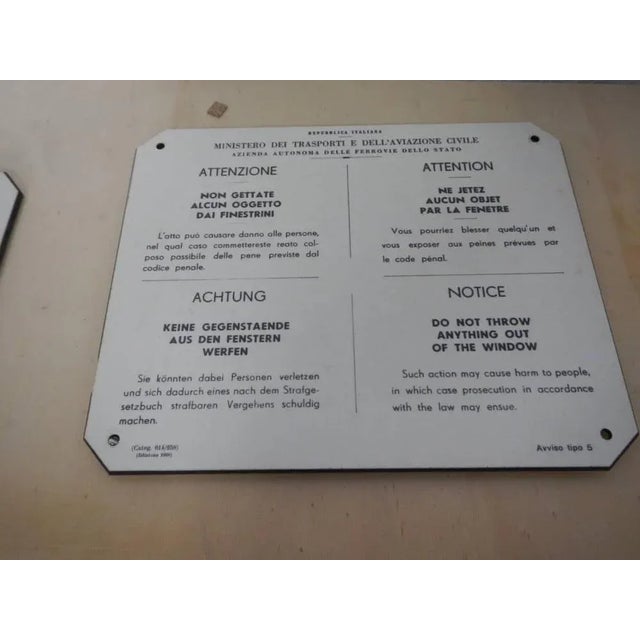 REPUBBLICA ITALIANA
MINISTERO DEI TRASPORTI E DELL'AVIAZIONE CIVILE
AZIENDA AUTONOMA DELLE FERROVIE DELLO STATO
ATTENZIONE
NON GETTATE
ALCUN OGGETTO
DAI FINESTRINI
L'atto può causare danno alle persone,
nel qual caso commettereste reato col-
poso passibile delle pene previste dal
codice penale.
ATTENTION
NE JETEZ
AUCUN OBJET
PAR LA FENETRE
Vous pourriez blesser quelqu'un et
vous exposer aux peines prévues par
le code pénal.
ACHTUNG
KEINE GEGENSTAENDE
AUS DEN FENSTERN
WERFEN
Sie könnten dabei Personen verletzen
und sich dadurch eines nach dem Strafge-
setzbuch strafbaren Vergehens schuldig
machen.
NOTICE
DO NOT THROW
ANYTHING OUT
OF THE WINDOW
Such action may cause harm to people,
in which case prosecution in accordance
with the law may ensue.
(Categ.
(Edizione
Avviso tipo 5